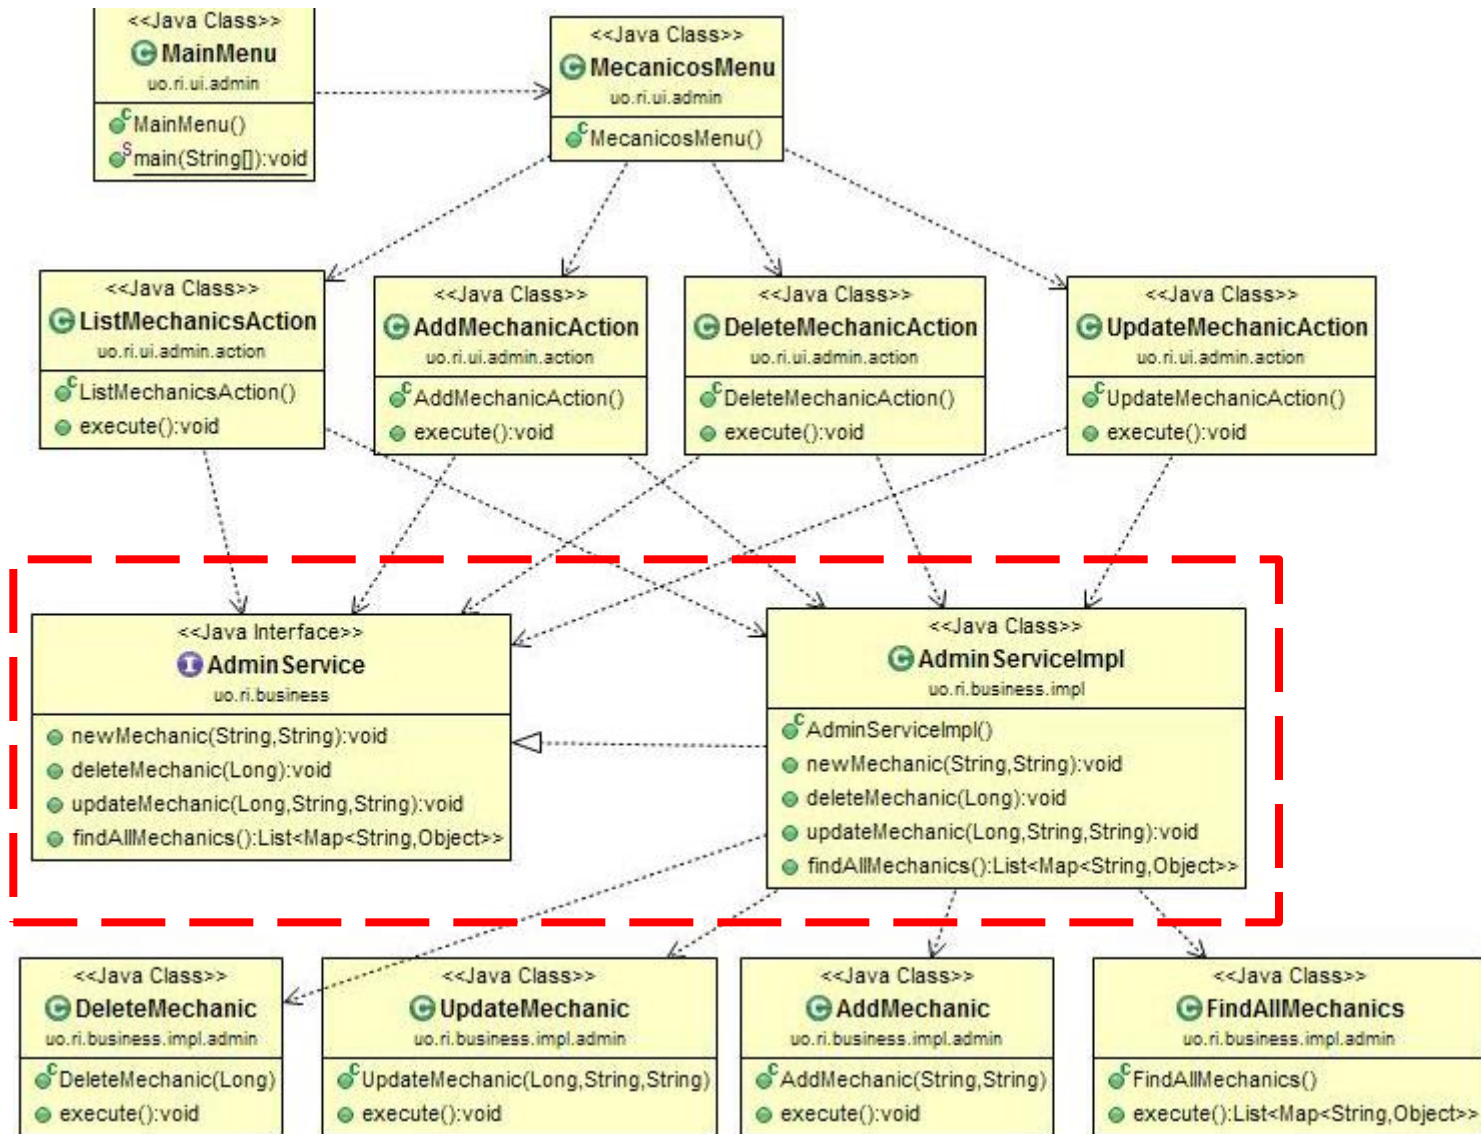 <<Java Class>>
MainMenu
uo.ri.ui.admin
MainMenu()
main(String[]):void
<<Java Class>>
MecanicosMenu
uo.ri.ui.admin
MecanicosMenu()
<<Java Class>>
ListMechanicsAction
uo.ri.ui.admin.action
ListMechanicsAction()
execute():void
<<Java Class>>
AddMechanicAction
uo.ri.ui.admin.action
AddMechanicAction()
execute():void
<<Java Class>>
DeleteMechanicAction
uo.ri.ui.admin.action
DeleteMechanicAction()
execute():void
<<Java Class>>
UpdateMechanicAction
uo.ri.ui.admin.action
UpdateMechanicAction()
execute():void
<<Java Interface>>
AdminService
uo.ri.business
newMechanic(String,String):void
deleteMechanic(Long):void
updateMechanic(Long,String,String):void
findAllMechanics():List<Map<String,Object>>
<<Java Class>>
AdminServiceImpl
uo.ri.business.impl
AdminServiceImpl()
newMechanic(String,String):void
deleteMechanic(Long):void
updateMechanic(Long,String,String):void
findAllMechanics():List<Map<String,Object>>
<<Java Class>>
DeleteMechanic
uo.ri.business.impl.admin
DeleteMechanic(Long)
execute():void
<<Java Class>>
UpdateMechanic
uo.ri.business.impl.admin
UpdateMechanic(Long,String,String)
execute():void
<<Java Class>>
AddMechanic
uo.ri.business.impl.admin
AddMechanic(String,String)
execute():void
<<Java Class>>
FindAllMechanics
uo.ri.business.impl.admin
FindAllMechanics()
execute():List<Map<String,Object>>